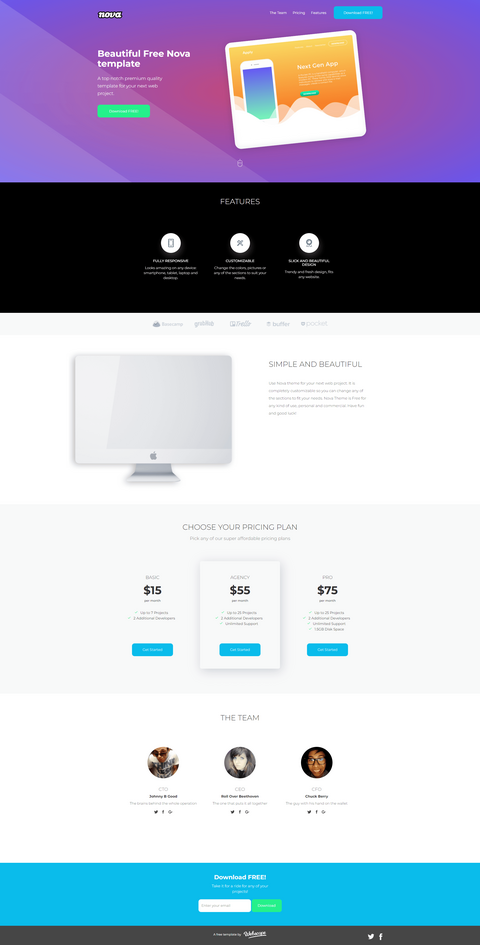 nova
The Team
Pricing
Features
Download FREE!
Beautiful Free Nova
template
A top notch premium quality
template for your next web
project.
Download FREE!
Next Gen App
FEATURES
FULLY RESPONSIVE
Looks amazing on any device
smartphone, tablet, laptop and
desktop.
CUSTOMIZABLE
Change the colors, pictures or
any of the sections to suit your
needs.
SLICK AND BEAUTIFUL
DESIGN
Trendy and fresh design, fits
any website.
Basecamp
buffer
pocket
SIMPLE AND BEAUTIFUL
Use Nova theme for your next web project. It is
completely customizable so you can change any of
the sections to fit your needs. Nova Theme is Free for
any kind of use: personal and commercial. Have fun
and good luck!
CHOOSE YOUR PRICING PLAN
Pick any of our super affordable pricing plans
BASIC
$15
per month
Up to 7 Projects
2 Additional Developers
Get Started
AGENCY
$55
per month
Up to 25 Projects
2 Additional Developers
Unlimited Support
Get Started
PRO
$75
per month
Up to 25 Projects
2 Additional Developers
Unlimited Support
Disk Space
Get Started
THE TEAM
CTO
Johnny B Good
The brains behind the whole operation
CEO
Roll Over Beethoven
The one that puts it all together
CFO
Chuck Berry
The guy with his hand on the wallet
Download FREE!
Take it for a ride for any of your
projects!
Enter your email
Download
A free template by
Webscope